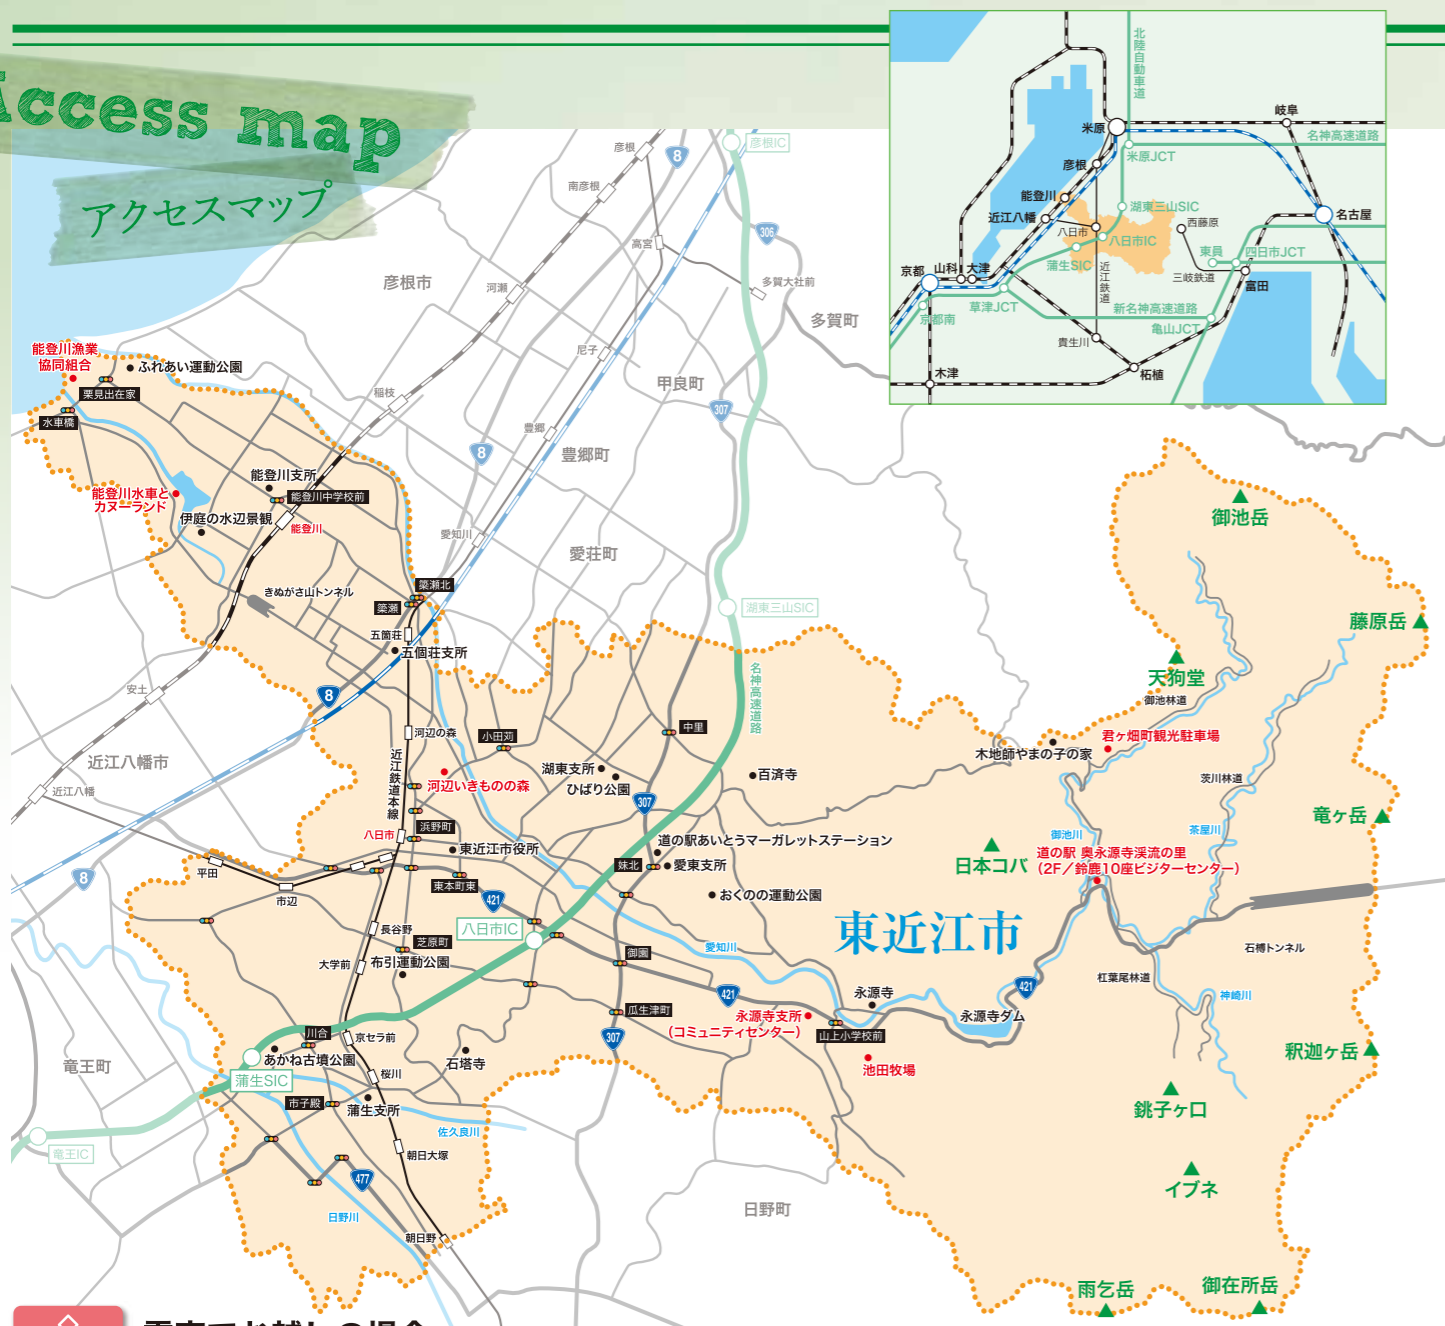 Access map
アクセスマップ
北陸自動車道
米原
岐阜
名神高速道路
米原JCT
彦根
能登川
湖東三山SIC
近江八幡
八日市
八日市IC
西藤原
名古屋
蒲生SIC
東員
四日市JCT
京都
山科
大津
近江鉄道
三岐鉄道
富田
京都南
草津JCT
新名神高速道路
亀山JCT
貴生川
木津
柘植
彦根
8
彦根IC
南彦根
306
高宮
彦根市
河瀬
多賀大社前
多賀町
能登川漁業
協同組合
ふれあい運動公園
尼子
甲良町
栗見出在家
稲枝
307
水車橋
豊郷
8
豊郷町
能登川支所
能登川水車と
カヌーランド
能登川中学校前
伊庭の水辺景観
能登川
御池岳
愛知川
愛荘町
きぬがさ山トンネル
簗瀬北
簗瀬
湖東三山SIC
五箇荘
五個荘支所
藤原岳
名神高速道路
天狗堂
安土
8
御池林道
河辺の森
小田苅
中里
君ヶ畑町観光駐車場
木地師やまの子の家
近江八幡市
近江鉄道本線
湖東支所
百済寺
ひばり公園
茨川林道
河辺いきものの森
近江八幡
307
竜ヶ岳
浜野町
八日市
御池川
茶屋川
道の駅あいとうマーガレットステーション
東近江市役所
道の駅 奥永源寺渓流の里
(2F/鈴鹿10座ビジターセンター)
日本コバ
妹北
愛東支所
平田
8
東本町東
市辺
421
おくのの運動公園
八日市IC
長谷野
東近江市
芝原町
愛知川
御園
石榑トンネル
布引運動公園
大学前
杠葉尾林道
421
421
永源寺
神崎川
瓜生津町
永源寺支所
(コミュニティセンター)
永源寺ダム
川合
京セラ前
307
山上小学校前
釈迦ヶ岳
あかね古墳公園
石塔寺
池田牧場
竜王町
蒲生SIC
桜川
市子殿
蒲生支所
銚子ヶ口
佐久良川
竜王IC
朝日大塚
477
イブネ
日野川
日野町
朝日野
雨乞岳
御在所岳